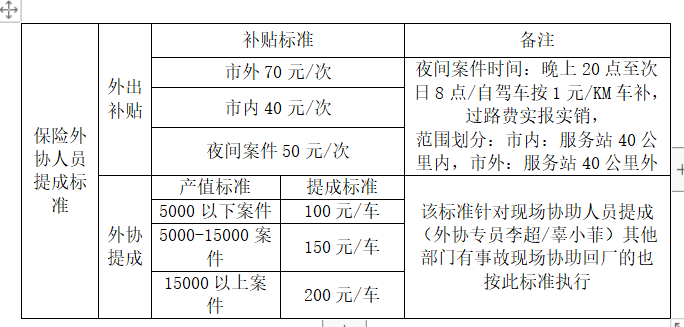 保险外
协人员
提成标
准
外出
补贴
补贴标准
备注
市外 70 元/次
市内 40 元/次
夜间案件 50 元/次
夜间案件时间：晚上 20 点至次
日 8 点/自驾车按 1 元/KM 车补，
过路费实报实销，
范围划分：市内：服务站 40 公
里内，市外：服务站 40 公里外
外协
提成
产值标准
提成标准
5000 以下案件
100 元/车
5000-15000 案
件
150 元/车
15000 以上案
件
200 元/车
该标准针对现场协助人员提成
（外协专员李超/辜小菲）其他
部门有事故现场协助回厂的也
按此标准执行